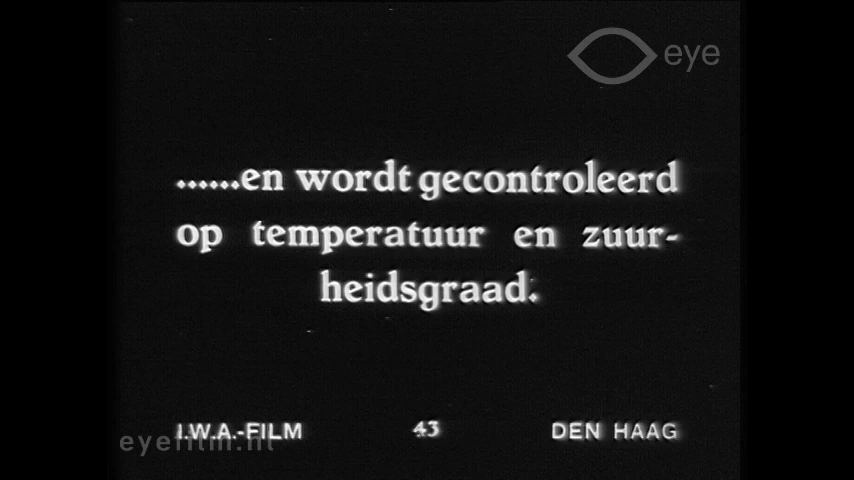 eye
......en wordt gecontroleerd
op temperatuur en zuur-
heidsgraad.
I.W.A.-FILM 43 DEN HAAG
eyefilm.nl